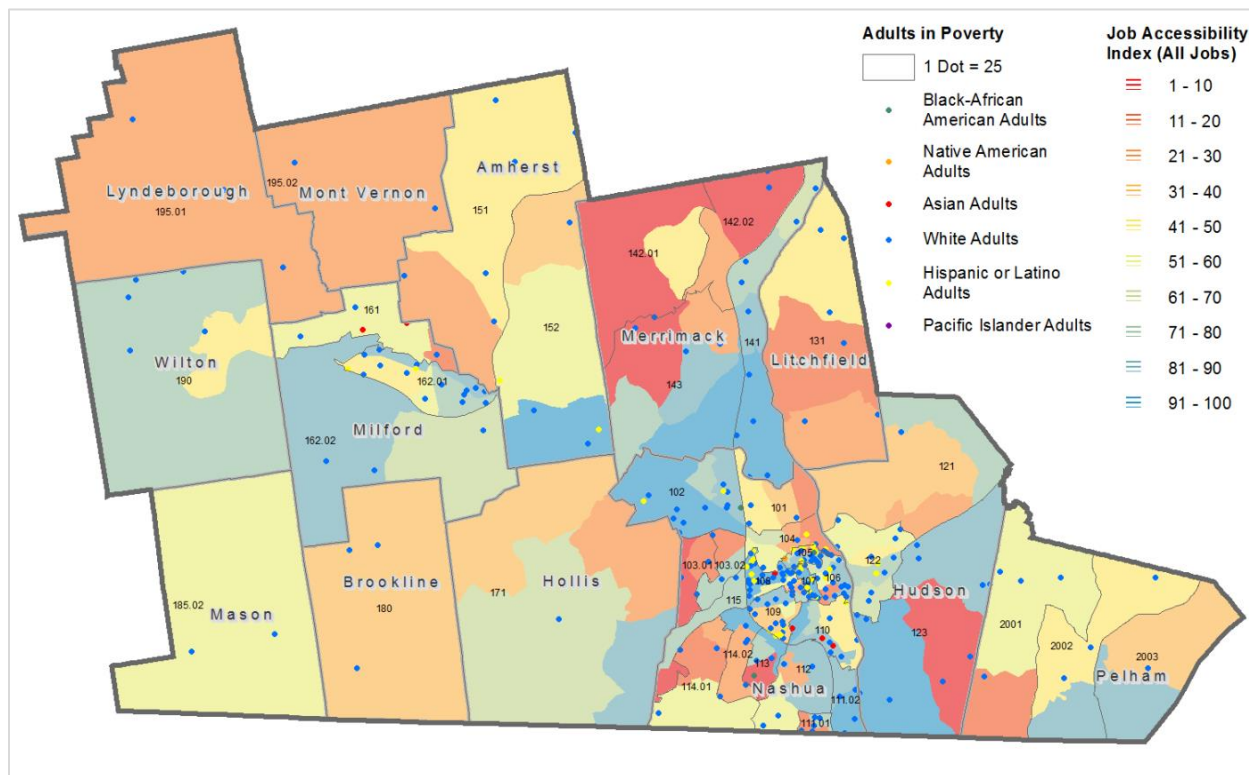 Adults in Poverty
1 Dot = 25
Black-African
American Adults
Native American
Adults
Asian Adults
White Adults
Hispanic or Latino
Adults
Pacific Islander Adults
Job Accessibility
Index (All Jobs)
1 - 10
11 - 20
21 - 30
31 - 40
41 - 50
51 - 60
61 - 70
71 - 80
81 - 90
91 - 100
Lyndeborough
195.01
195.02
Mont Vernon
Amherst
151
152
142.02
142.01
Merrimack
143
141
131
Litchfield
161
Wilton
190
162.01
Milford
162.02
121
102
101
104
105
103.01
103.02
108
107
106
122
Hudson
115
109
110
123
Mason
185.02
Brookline
180
Hollis
171
2001
2002
2003
Pelham
114.02
113
112
Nashua
114.01
111.02
111.01